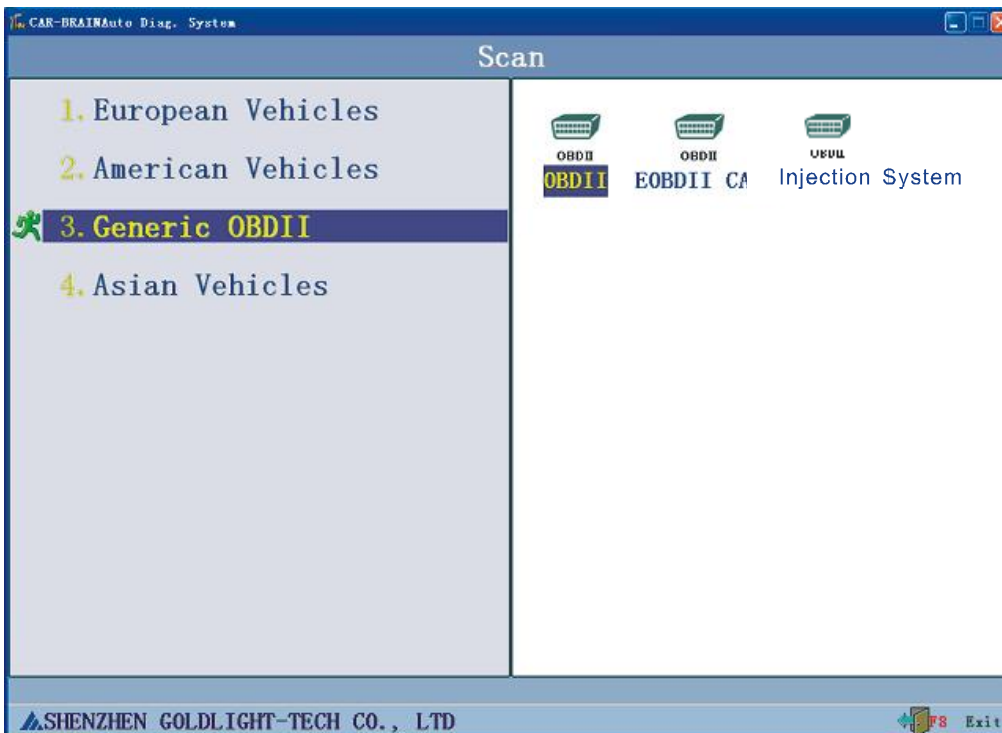 CAR-BRAINAuto Diag. System
Scan
1. European Vehicles
2. American Vehicles
3. Generic OBDII
4. Asian Vehicles
OBDII OBDII OBDII
OBDII EOBDII CA Injection System
SHENZHEN GOLDLIGHT-TECH CO., LTD
F8 Exit